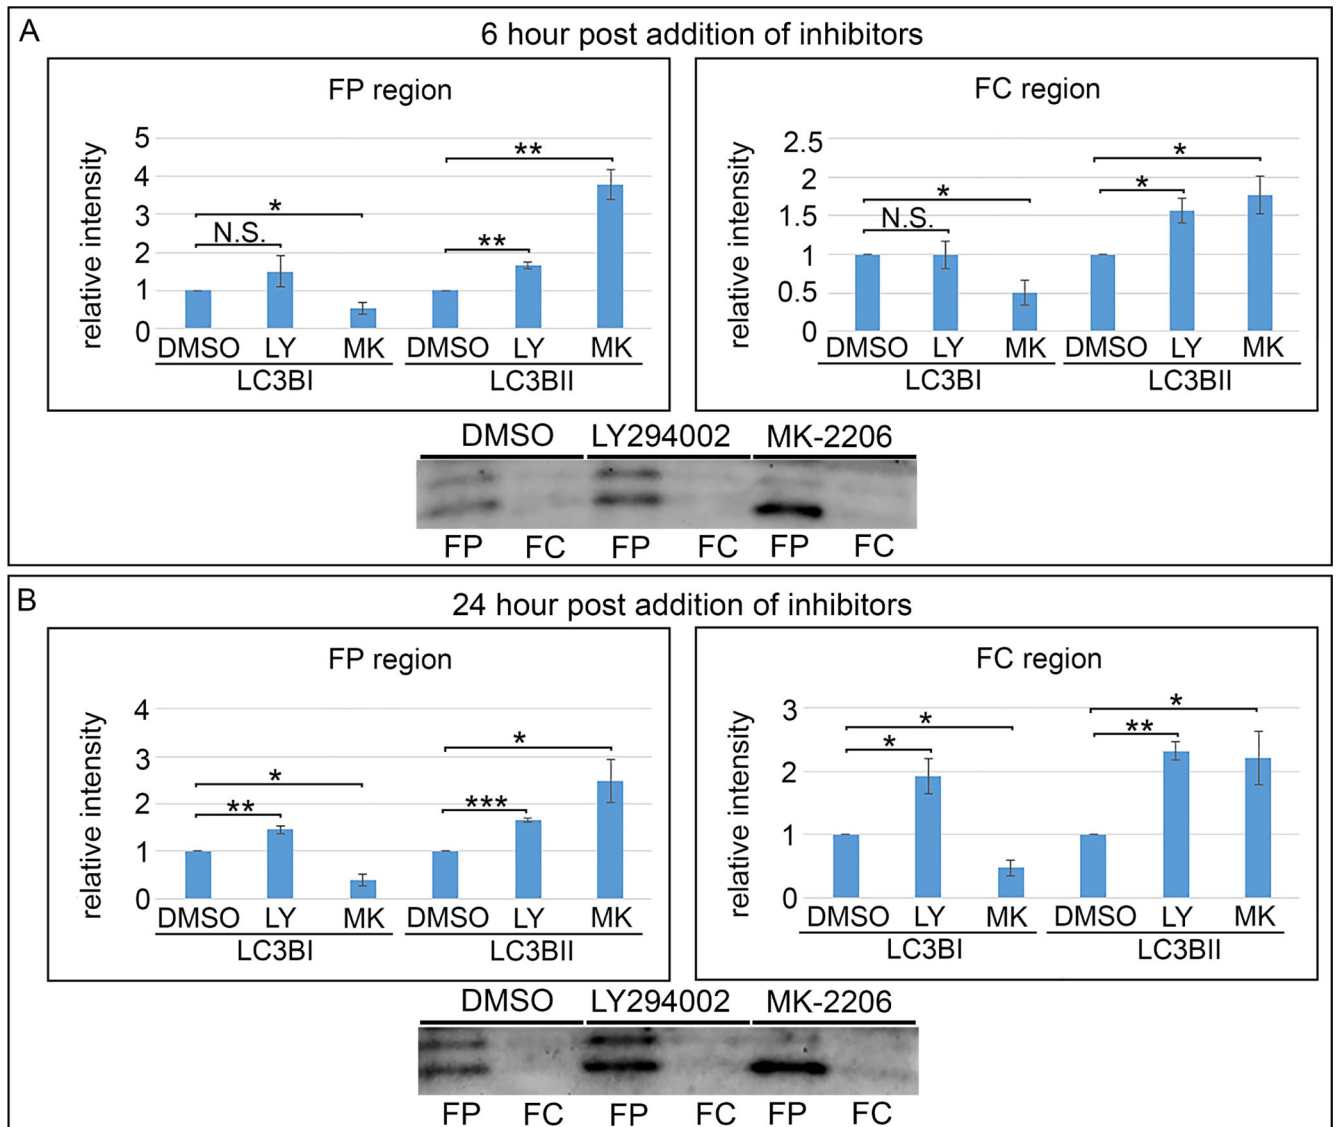 A
6 hour post addition of inhibitors
FP region
relative intensity
5
4
3
2
1
0
**
*
N.S.
**
DMSO LY MK DMSO LY MK
LC3BI LC3BII
FC region
relative intensity
2.5
2
1.5
1
0.5
0
*
*
*
N.S.
DMSO LY MK DMSO LY MK
LC3BI LC3BII
DMSO LY294002 MK-2206
FP FC FP FC FP FC
B
24 hour post addition of inhibitors
FP region
relative intensity
4
3
2
1
0
*
*
**
***
DMSO LY MK DMSO LY MK
LC3BI LC3BII
FC region
relative intensity
3
2
1
0
*
*
*
**
DMSO LY MK DMSO LY MK
LC3BI LC3BII
DMSO LY294002 MK-2206
FP FC FP FC FP FC